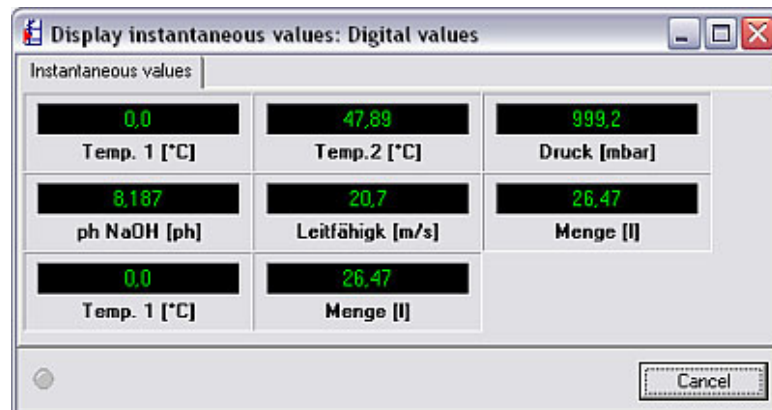 Display instantaneous values: Digital values
Instantaneous values
0,0 47,89 999,2
Temp. 1 [°C] Temp.2 [°C] Druck [mbar]
8,187 20,7 26,47
ph NaOH [ph] Leitfähigk [m/s] Menge [l]
0,0 26,47
Temp. 1 [°C] Menge [l]
Cancel